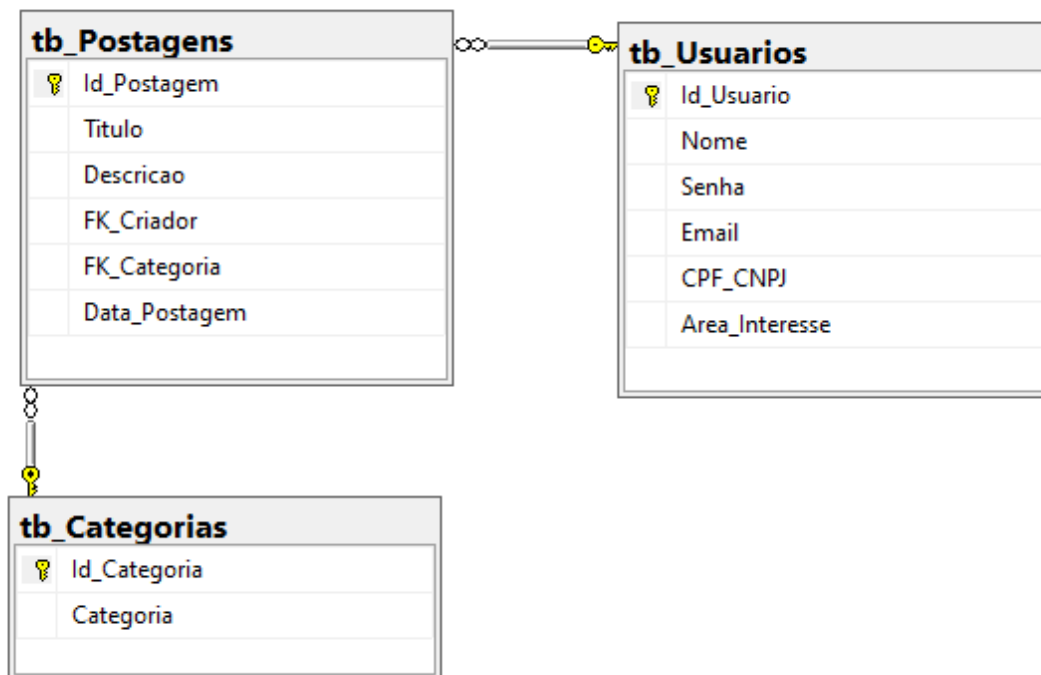 tb_Postagens
Id_Postagem
Titulo
Descricao
FK_Criador
FK_Categoria
Data_Postagem
tb_Usuarios
Id_Usuario
Nome
Senha
Email
CPF_CNPJ
Area_Interesse
tb_Categorias
Id_Categoria
Categoria